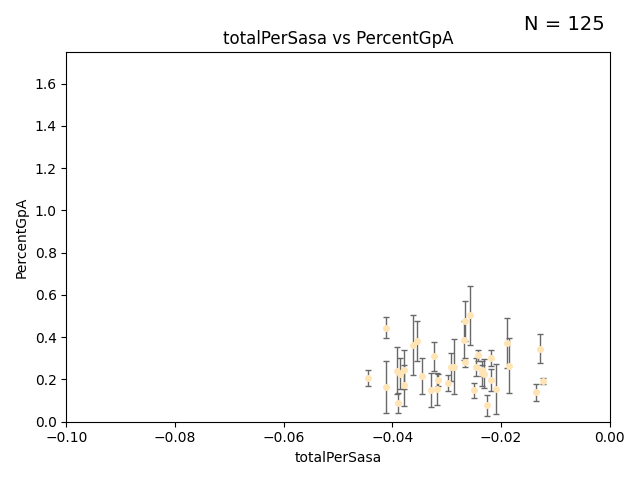 N = 125
totalPerSasa vs PercentGpA
1.6
1.4
1.2
1.0
0.8
0.6
0.4
0.2
0.0
PercentGpA
−0.10 −0.08 −0.06 −0.04 −0.02 0.00
totalPerSasa